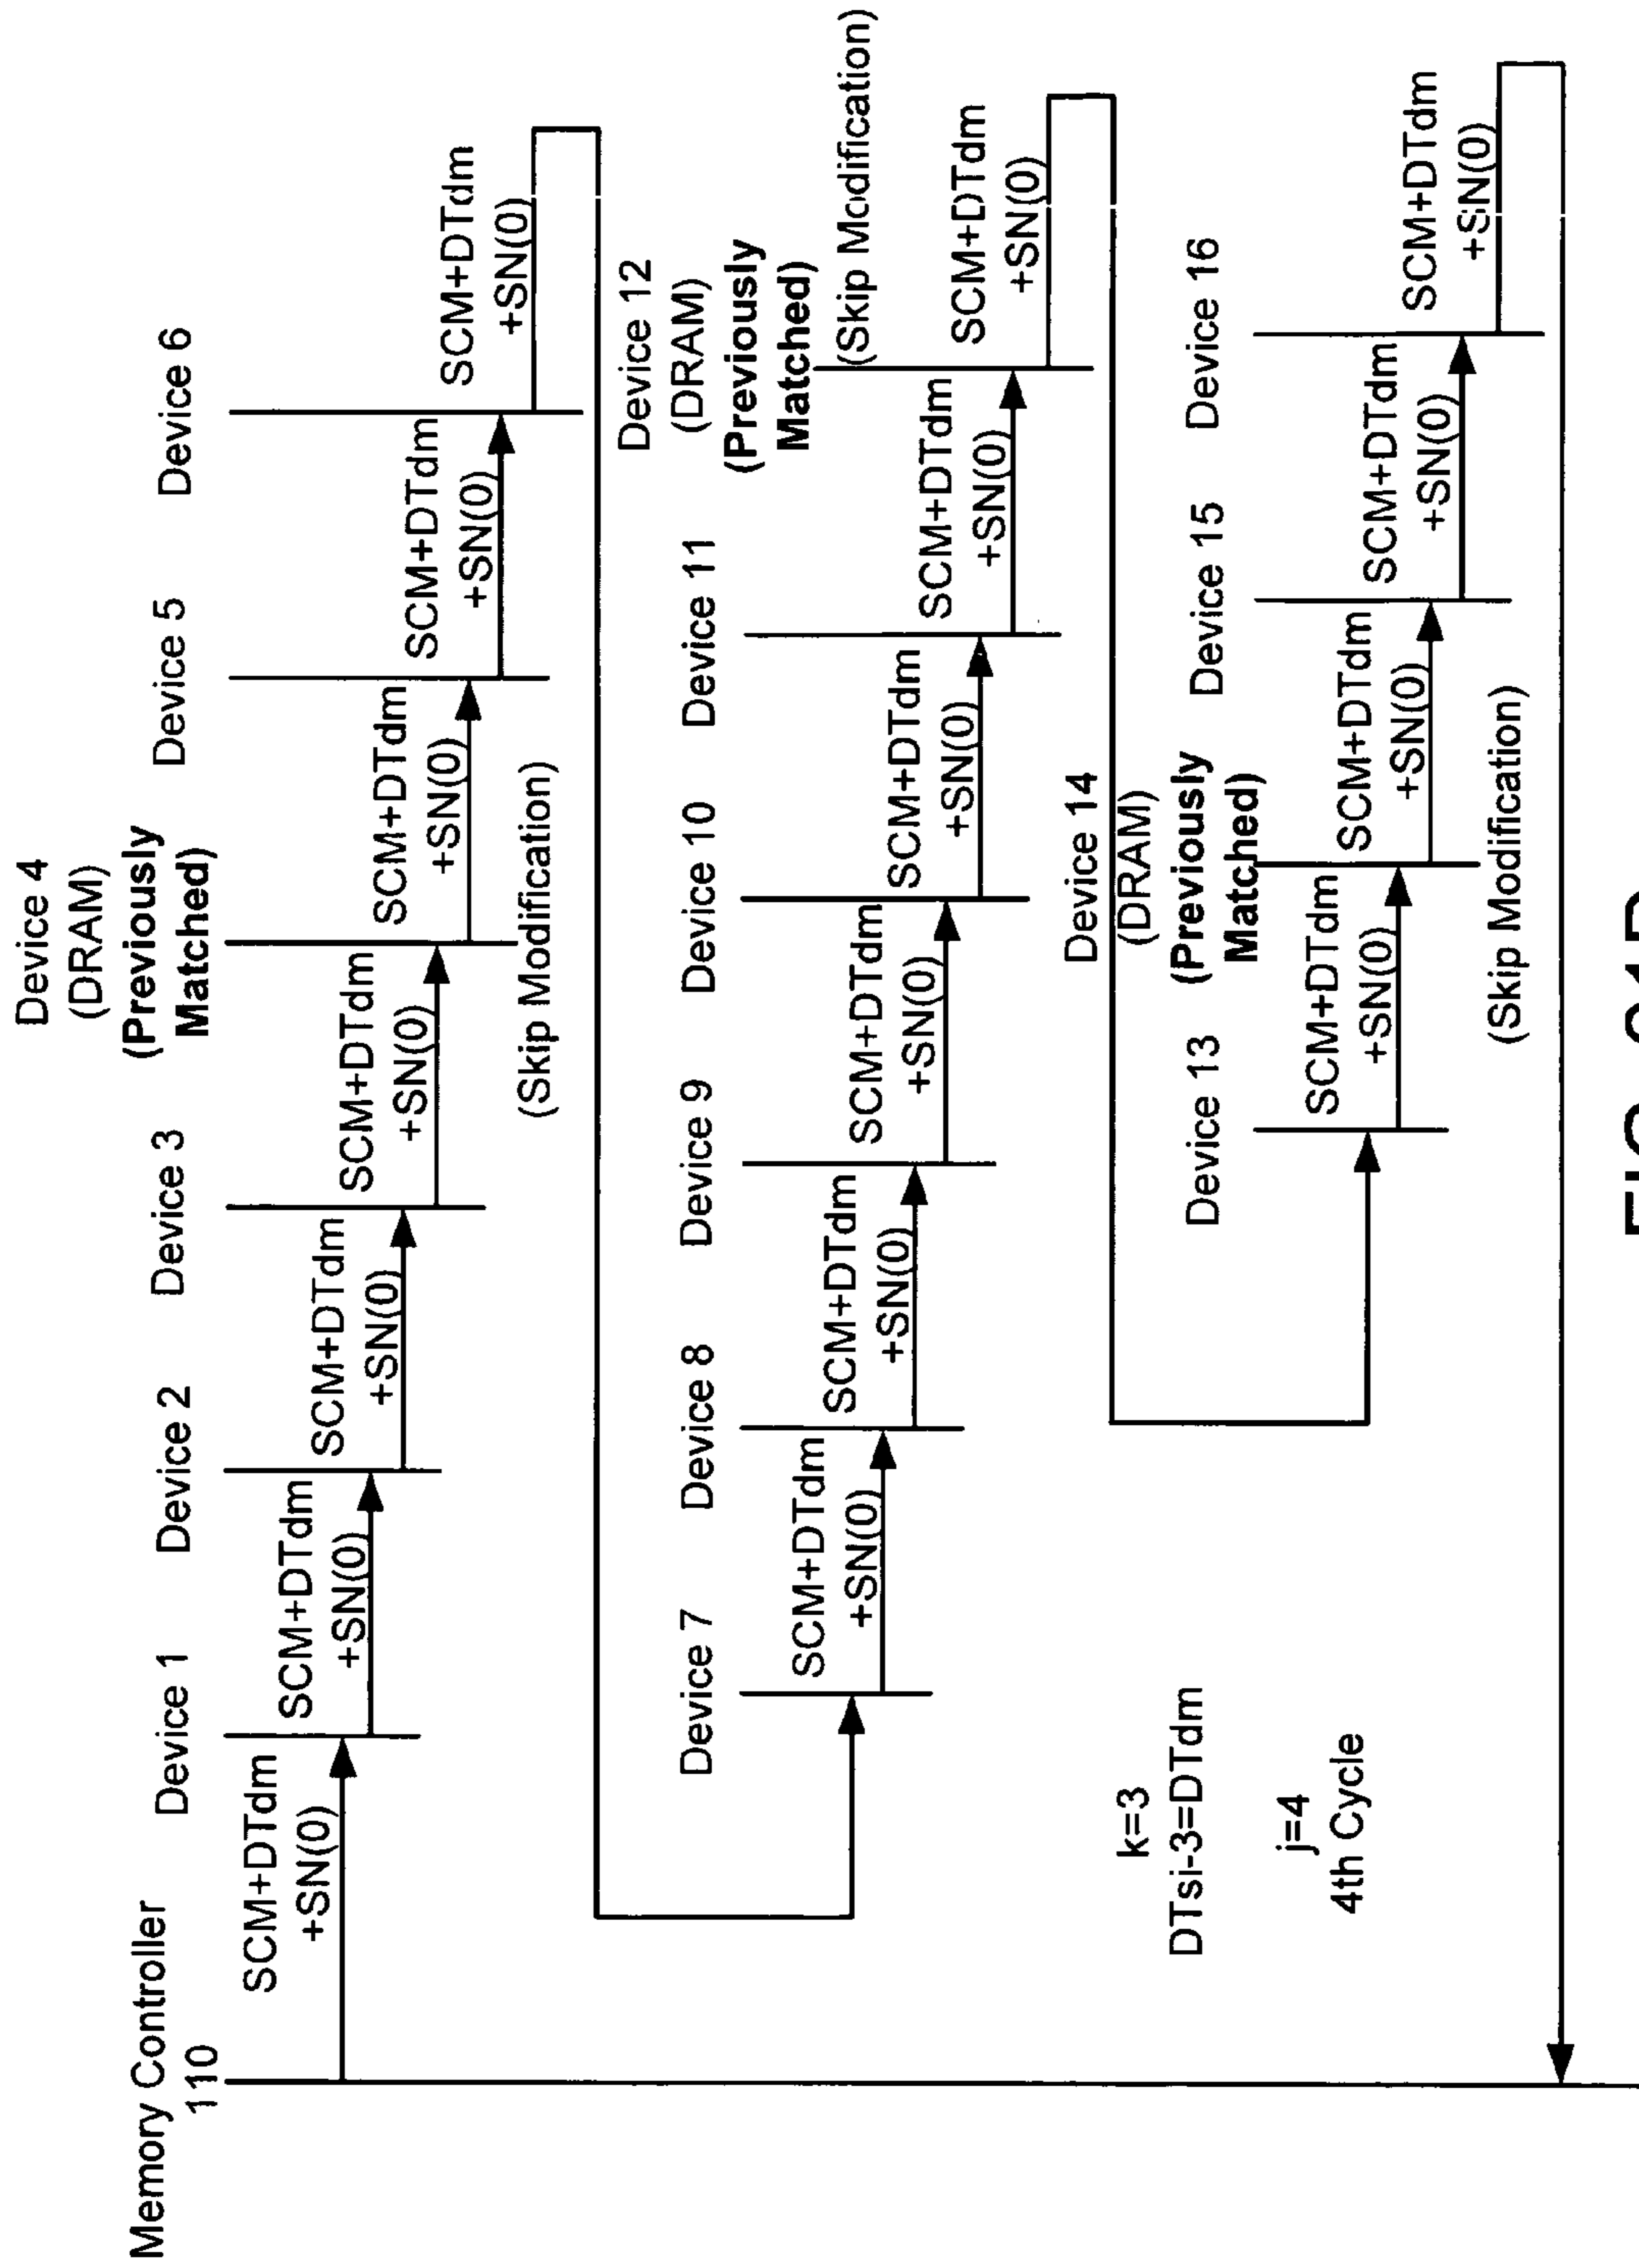 Memory Controller
110
Device 1
Device 2
Device 3
Device 4
(DRAM)
(Previously
Matched)
Device 5
Device 6
SCM+DTdm
+SN(0)
SCM+DTdm
+SN(0)
SCM+DTdm
+SN(0)
SCM+DTdm
+SN(0)
SCM+DTdm
+SN(0)
SCM+DTdm
+SN(0)
SCM+DTdm
+SN(0)
(Skip Modification)
Device 7
Device 8
Device 9
Device 10
Device 11
Device 12
(DRAM)
(Previously
Matched)
(Skip Modification)
SCM+DTdm
+SN(0)
SCM+DTdm
+SN(0)
SCM+DTdm
+SN(0)
SCM+DTdm
+SN(0)
SCM+DTdm
+SN(0)
SCM+DTdm
+SN(0)
k=3
DTsi-3=DTdm
j=4
4th Cycle
Device 13
Device 14
(DRAM)
(Previously
Matched)
Device 15
Device 16
SCM+DTdm
+SN(0)
SCM+DTdm
+SN(0)
SCM+DTdm
+SN(0)
SCM+DTdm
+SN(0)
(Skip Modification)